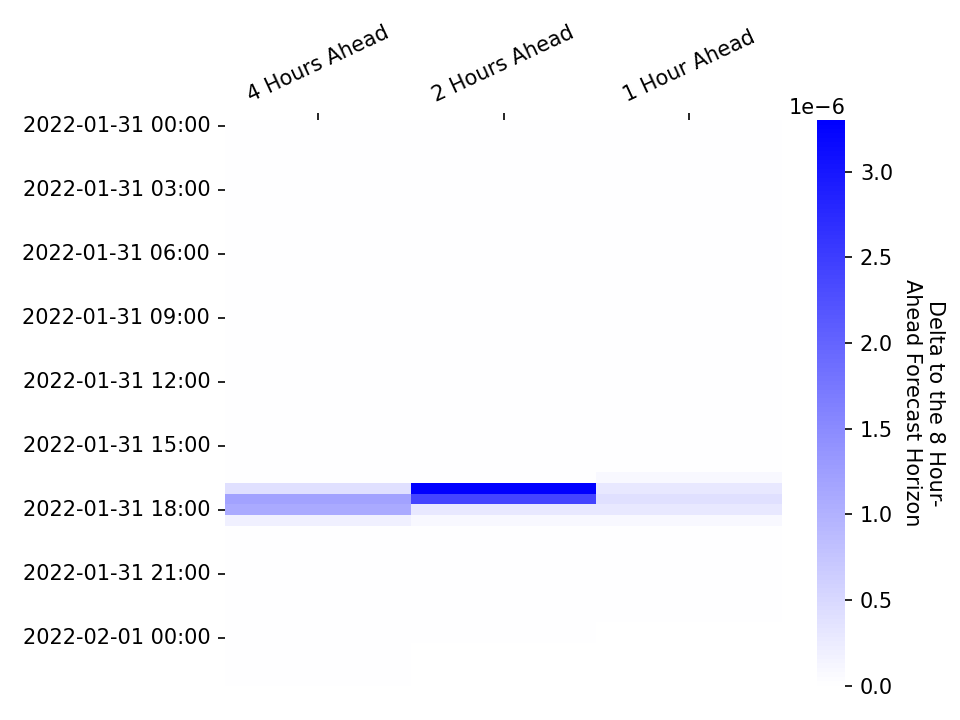 4 Hours Ahead
2 Hours Ahead
1 Hour Ahead
2022-01-31 00:00
2022-01-31 03:00
2022-01-31 06:00
2022-01-31 09:00
2022-01-31 12:00
2022-01-31 15:00
2022-01-31 18:00
2022-01-31 21:00
2022-02-01 00:00
1e−6
3.0
2.5
2.0
1.5
1.0
0.5
0.0
Delta to the 8 Hour-
Ahead Forecast Horizon